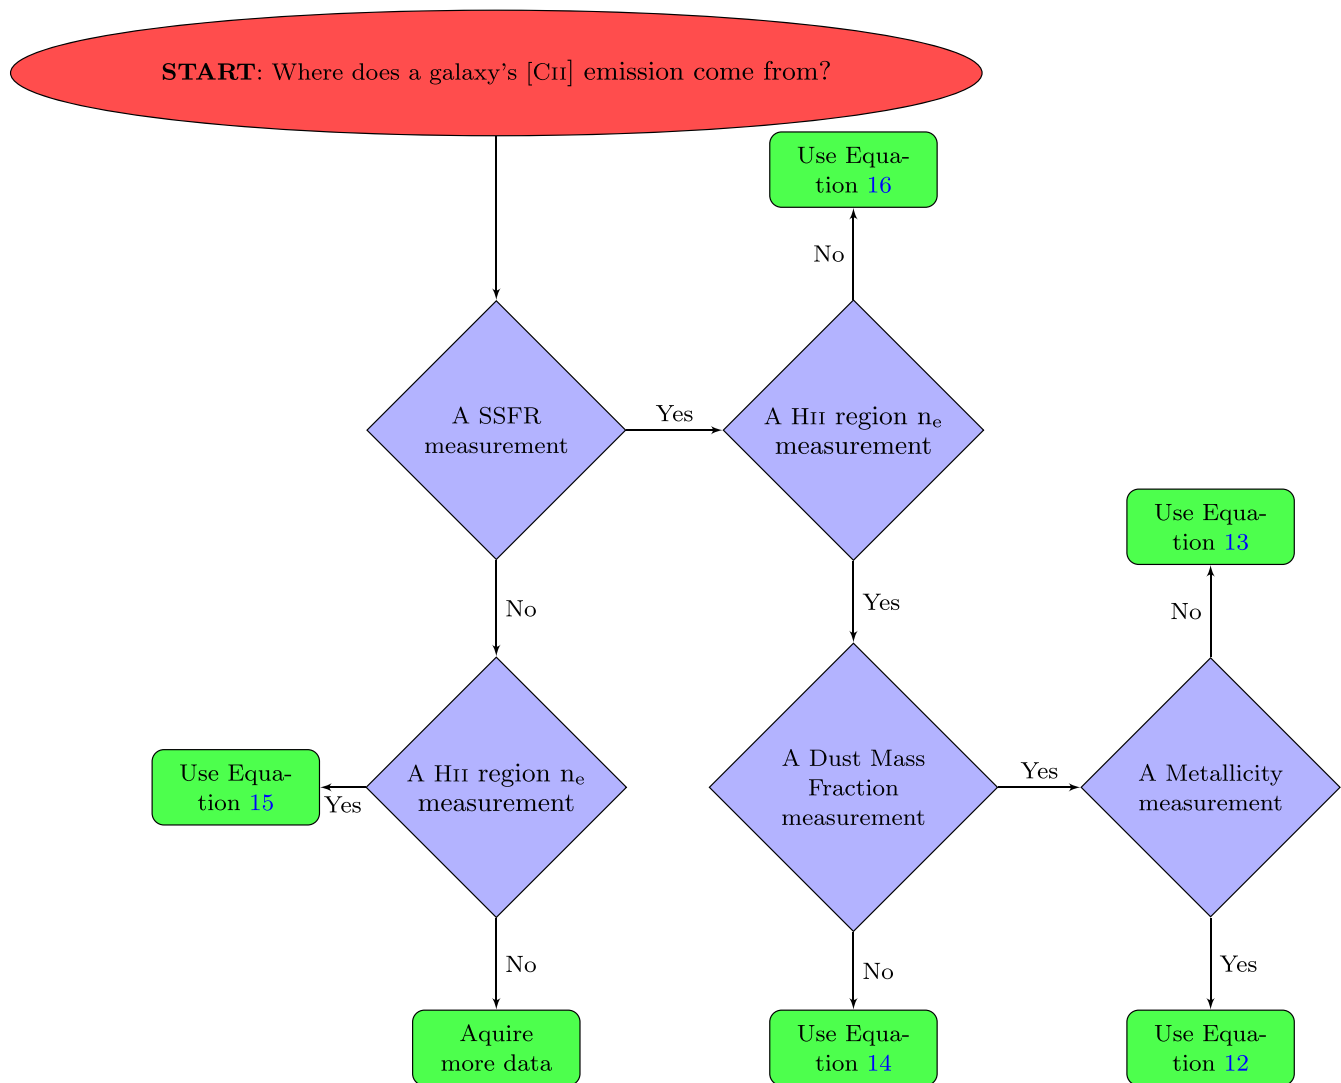 START: Where does a galaxy's [CII] emission come from?
Use Equa-
tion 16
No
A SSFR
measurement
Yes
A HII region ne
measurement
No
Yes
Use Equa-
tion 13
No
Use Equa-
tion 15
Yes
A HII region ne
measurement
A Dust Mass
Fraction
measurement
Yes
A Metallicity
measurement
No
No
Yes
Aquire
more data
Use Equa-
tion 14
Use Equa-
tion 12